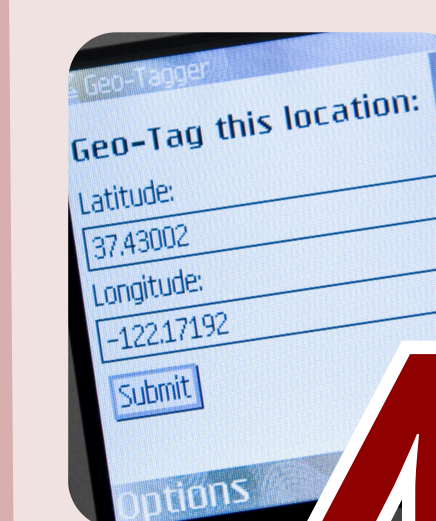 Geo-Tagger
Geo-Tag this location:
Latitude:
37.43002
Longitude:
-122.17192
Submit
Options